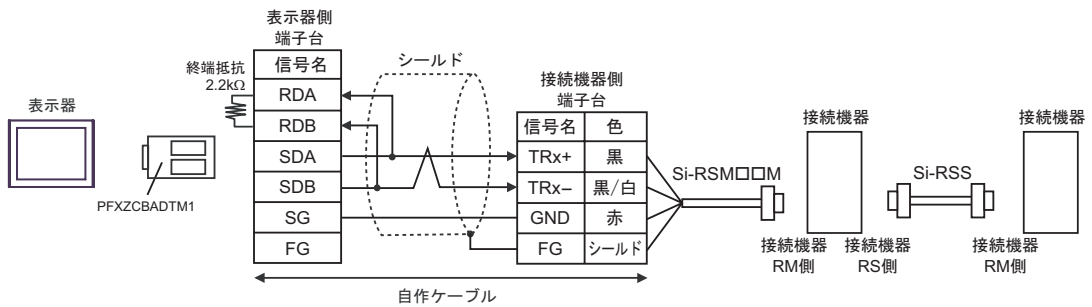 表示器
PFXZCBADTM1
終端抵抗
2.2kΩ
表示器側
端子台
信号名
RDA
RDB
SDA
SDB
SG
FG
シールド
接続機器側
端子台
信号名 色
TRx+ 黒
TRx− 黒/白
GND 赤
FG シールド
自作ケーブル
Si-RSM□□M
接続機器
接続機器
RM側
接続機器
RS側
Si-RSS
接続機器
接続機器
RM側